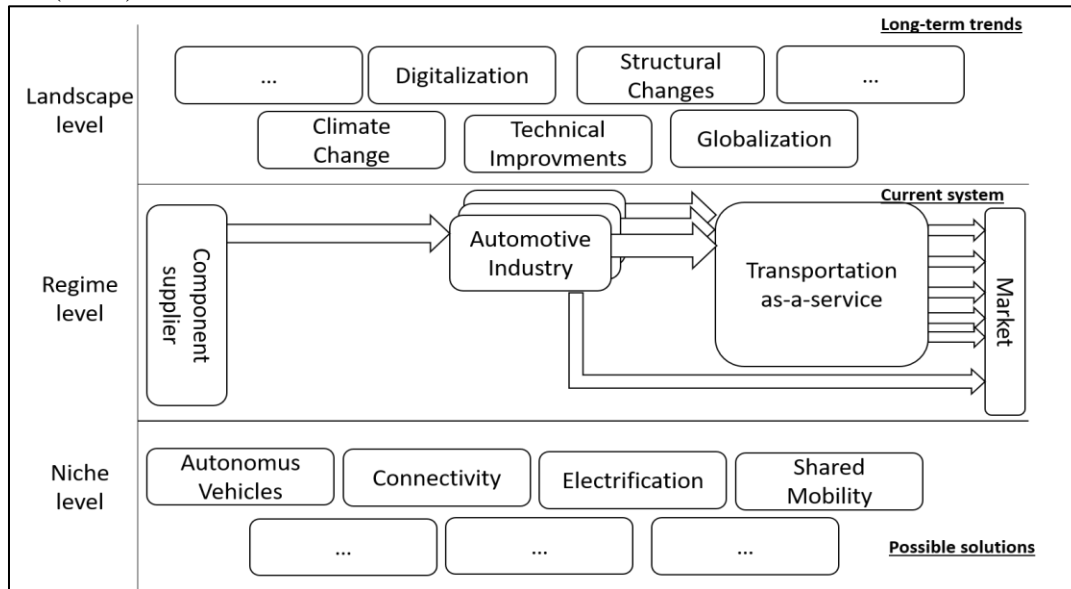 Long-term trends
Landscape
level
...
Digitalization
Structural
Changes
...
Climate
Change
Technical
Improvments
Globalization
Current system
Regime
level
Component
supplier
Automotive
Industry
Transportation
as-a-service
Market
Niche
level
Autonomus
Vehicles
Connectivity
Electrification
Shared
Mobility
...
...
...
Possible solutions